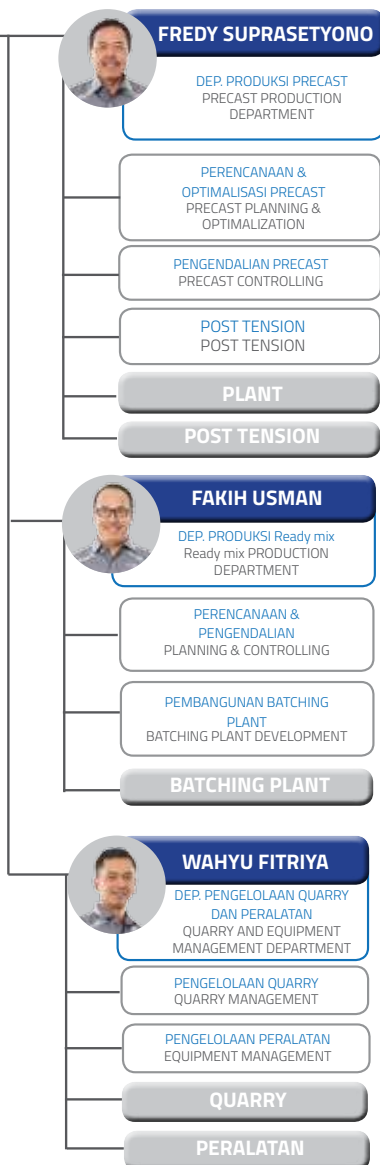 FREDY SUPRASETYONO
DEP. PRODUKSI PRECAST
PRECAST PRODUCTION
DEPARTMENT
PERENCANAAN &
OPTIMALISASI PRECAST
PRECAST PLANNING &
OPTIMALIZATION
PENGENDALIAN PRECAST
PRECAST CONTROLLING
POST TENSION
POST TENSION
PLANT
POST TENSION
FAKIH USMAN
DEP. PRODUKSI Ready mix
Ready mix PRODUCTION
DEPARTMENT
PERENCANAAN &
PENGENDALIAN
PLANNING & CONTROLLING
PEMBANGUNAN BATCHING
PLANT
BATCHING PLANT DEVELOPMENT
BATCHING PLANT
WAHYU FITRIYA
DEP. PENGELOLAAN QUARRY
DAN PERALATAN
QUARRY AND EQUIPMENT
MANAGEMENT DEPARTMENT
PENGELOLAAN QUARRY
QUARRY MANAGEMENT
PENGELOLAAN PERALATAN
EQUIPMENT MANAGEMENT
QUARRY
PERALATAN